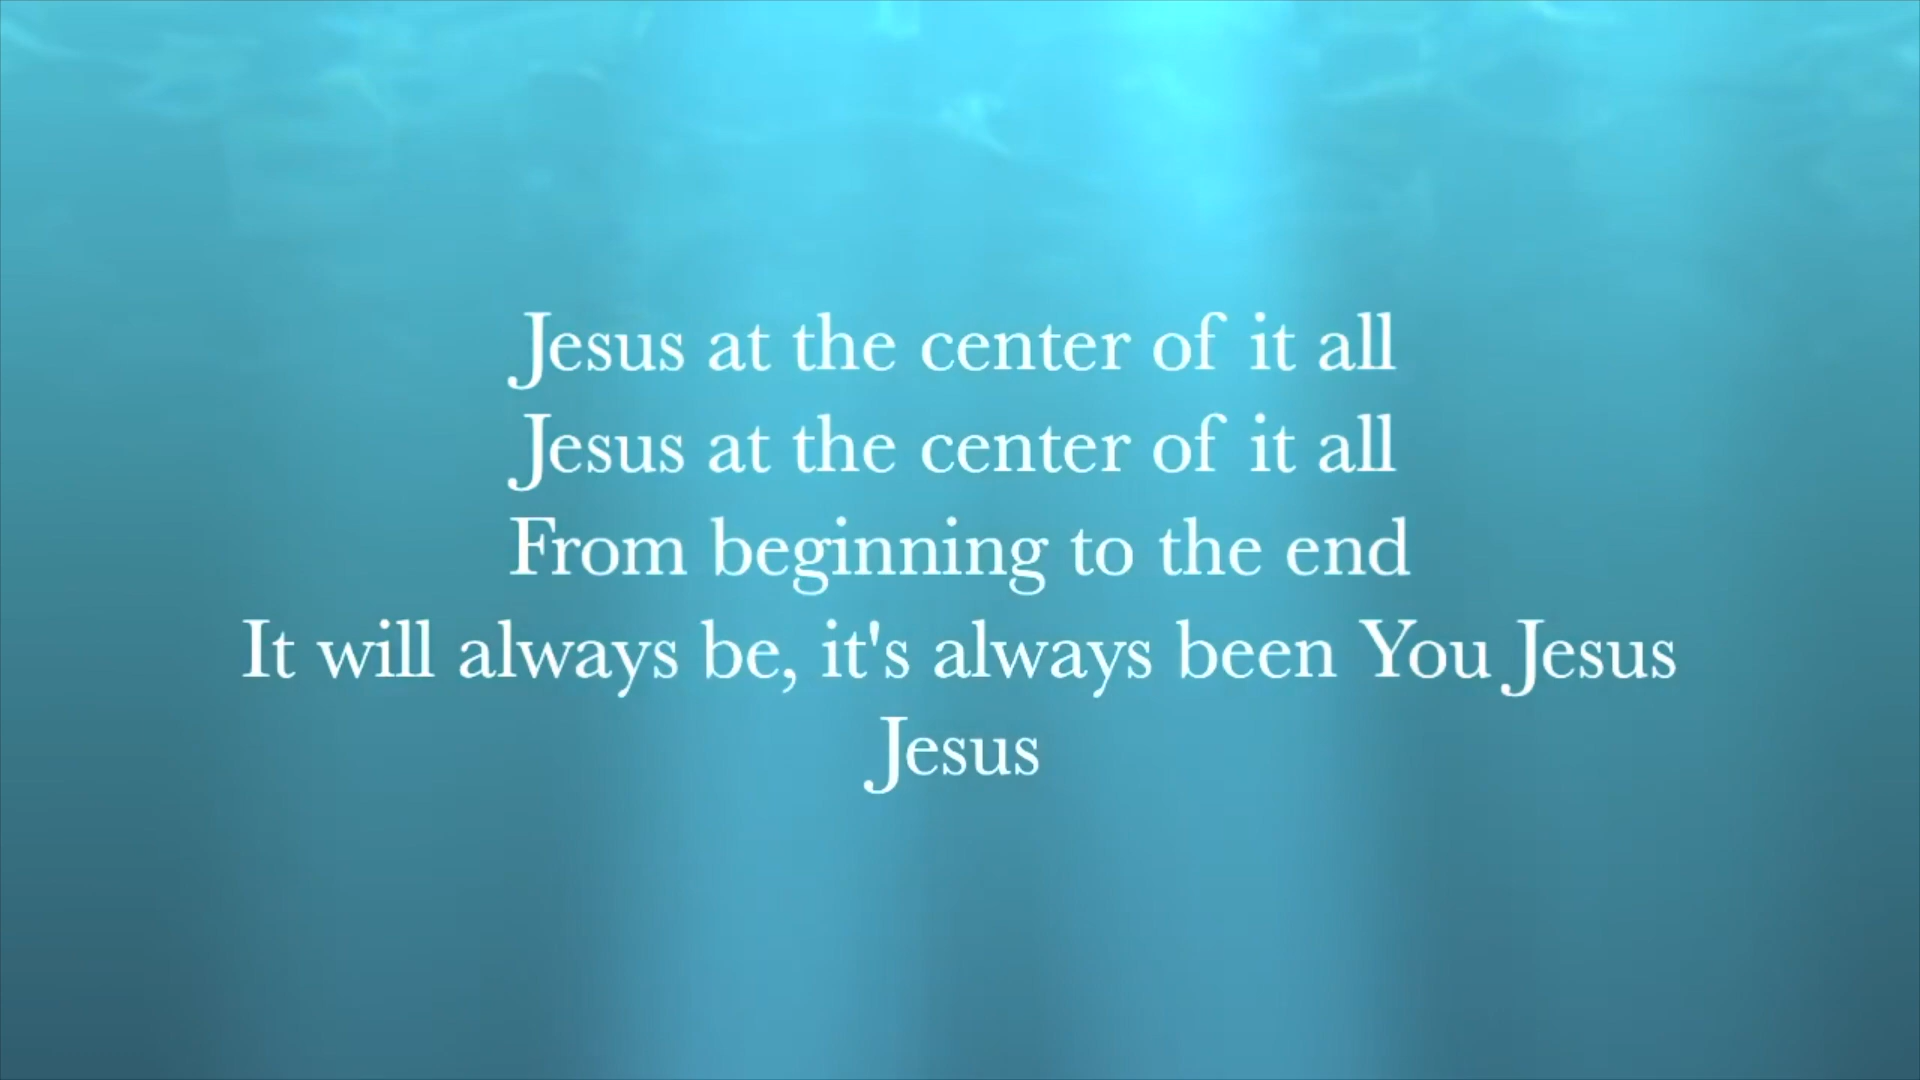 Jesus at the center of it all
Jesus at the center of it all
From beginning to the end
It will always be, it's always been You Jesus
Jesus